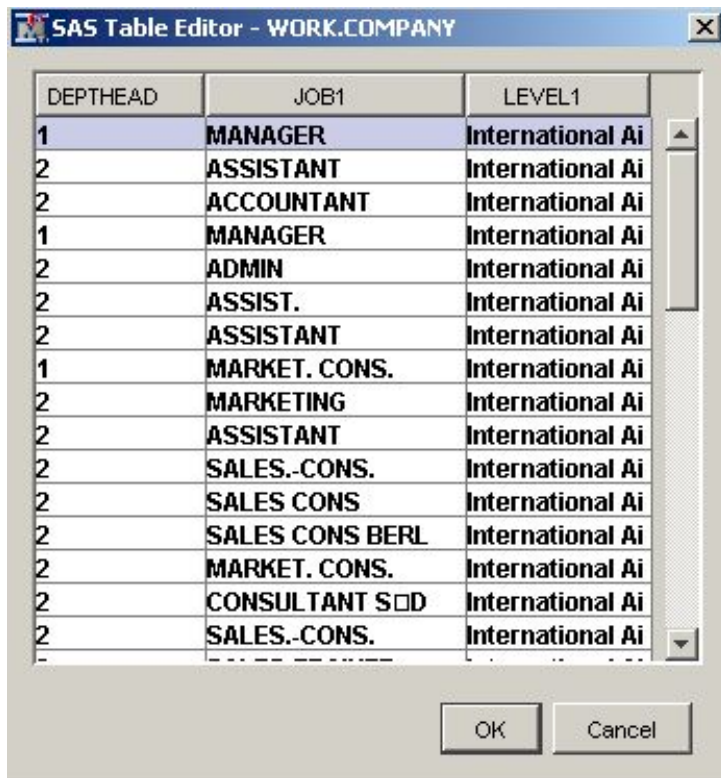 SAS Table Editor - WORK.COMPANY
DEPTHEAD JOB1 LEVEL1
1 MANAGER International Ai
2 ASSISTANT International Ai
2 ACCOUNTANT International Ai
1 MANAGER International Ai
2 ADMIN International Ai
2 ASSIST. International Ai
2 ASSISTANT International Ai
1 MARKET. CONS. International Ai
2 MARKETING International Ai
2 ASSISTANT International Ai
2 SALES.-CONS. International Ai
2 SALES CONS International Ai
2 SALES CONS BERL International Ai
2 MARKET. CONS. International Ai
2 CONSULTANT S□D International Ai
2 SALES.-CONS. International Ai
OK Cancel